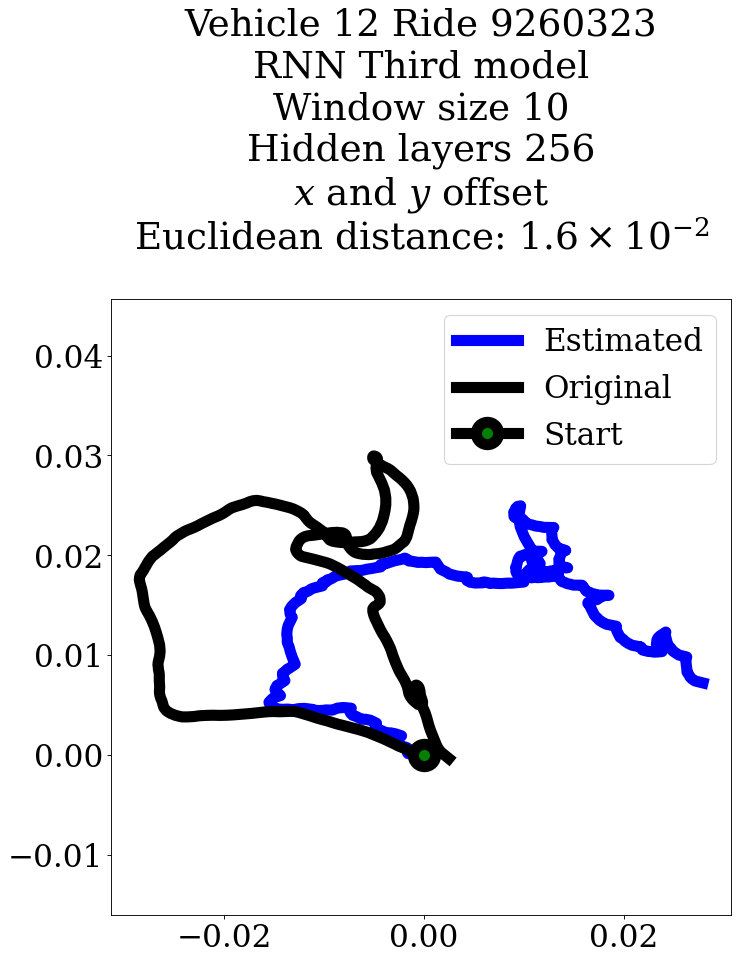 Vehicle 12 Ride 9260323
RNN Third model
Window size 10
Hidden layers 256
x and y offset
Euclidean distance: 1.6 × 10⁻²
Estimated
Original
Start
0.04
0.03
0.02
0.01
0.00
−0.01
−0.02 0.00 0.02